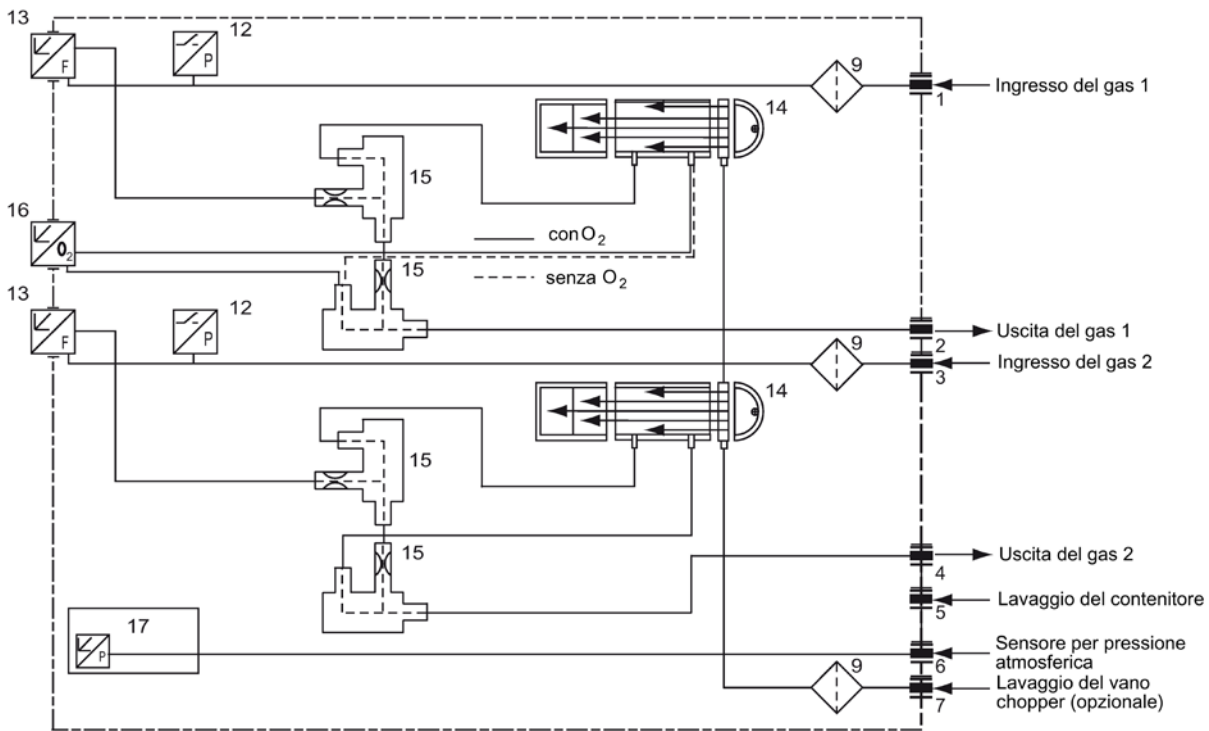 13
12
9
F
P
1
Ingresso del gas 1
14
15
16
O2
con O2
15
senza O2
13
12
F
P
9
2
Uscita del gas 1
Ingresso del gas 2
3
14
15
15
Uscita del gas 2
4
Lavaggio del contenitore
5
17
P
Sensore per pressione
atmosferica
6
9
Lavaggio del vano
chopper (opzionale)
7